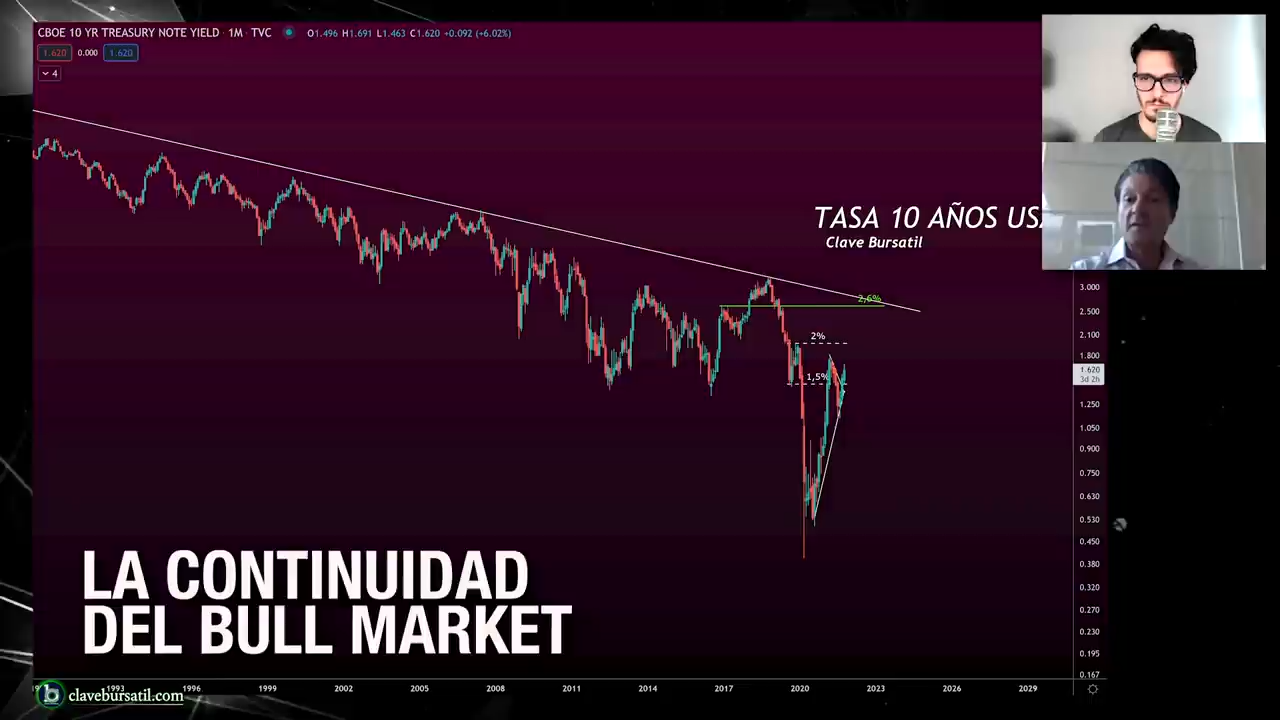 CBOE 10 YR TREASURY NOTE YIELD · 1M · TVC O1.496 H1.691 L1.463 C1.620 +0.092 (+6.02%)
1.620 0.000 1.620
4
TASA 10 AÑOS US
Clave Bursatil
2,6%
2%
1,5%
3.000
2.500
2.100
1.800
1.620
3d 2h
1.250
1.050
0.900
0.750
0.630
0.530
0.450
0.380
0.320
0.270
0.230
0.195
0.167
LA CONTINUIDAD
DEL BULL MARKET
1993 1996 1999 2002 2005 2008 2011 2014 2017 2020 2023 2026 2029
clavebursatil.com